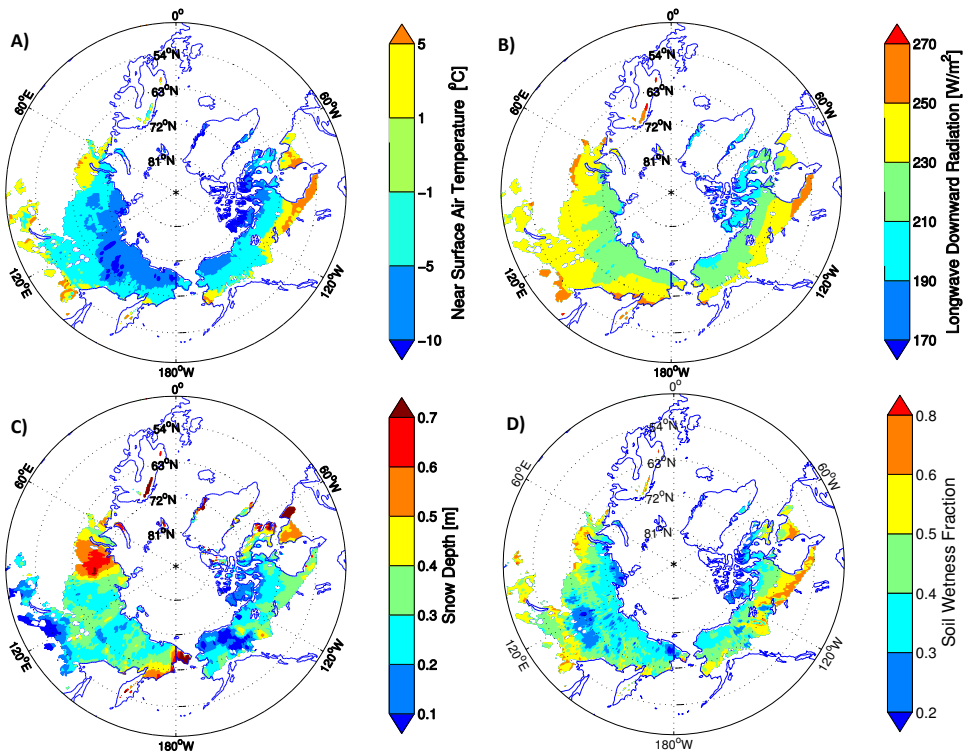 A)
0°
54°N
63°N
72°N
81°N
60°E
60°W
120°E
120°W
180°W
5
1
−1
−5
−10
Near Surface Air Temperature [°C]
B)
0°
54°N
63°N
72°N
81°N
60°E
60°W
120°E
120°W
180°W
270
250
230
210
190
170
Longwave Downward Radiation [W/m²]
C)
0°
54°N
63°N
72°N
81°N
60°E
60°W
120°E
120°W
180°W
0.7
0.6
0.5
0.4
0.3
0.2
0.1
Snow Depth [m]
D)
0°
54°N
63°N
72°N
81°N
60°E
60°W
120°E
120°W
180°W
0.8
0.6
0.5
0.4
0.3
0.2
Soil Wetness Fraction